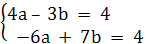 4a – 3b = 4
–6a + 7b = 4